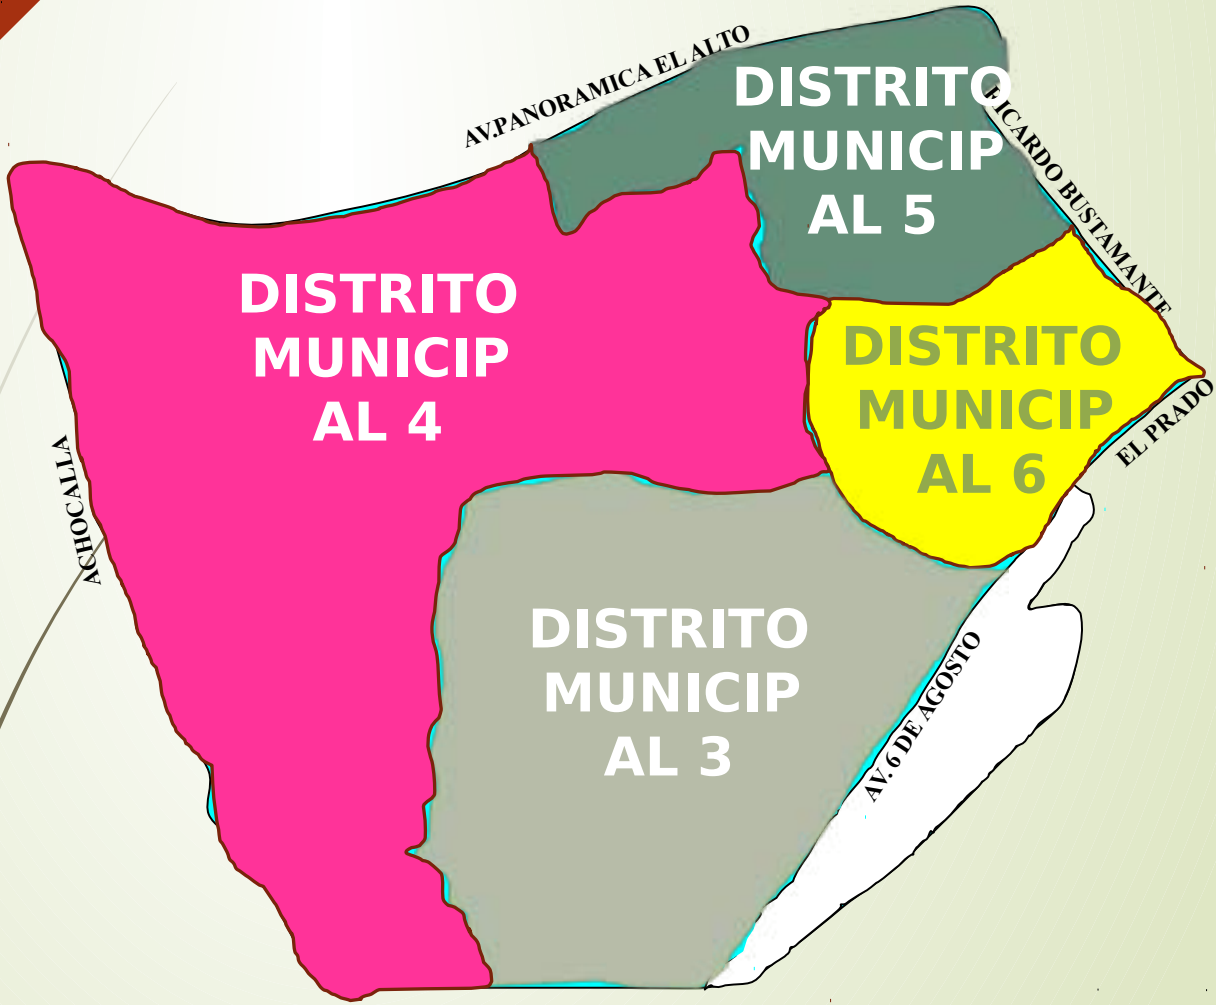 AV.PANORAMICA EL ALTO
DISTRITO
MUNICIP
AL 5
RICARDO BUSTAMANTE
DISTRITO
MUNICIP
AL 4
DISTRITO
MUNICIP
AL 6
EL PRADO
ACHOCALLA
DISTRITO
MUNICIP
AL 3
AV. 6 DE AGOSTO